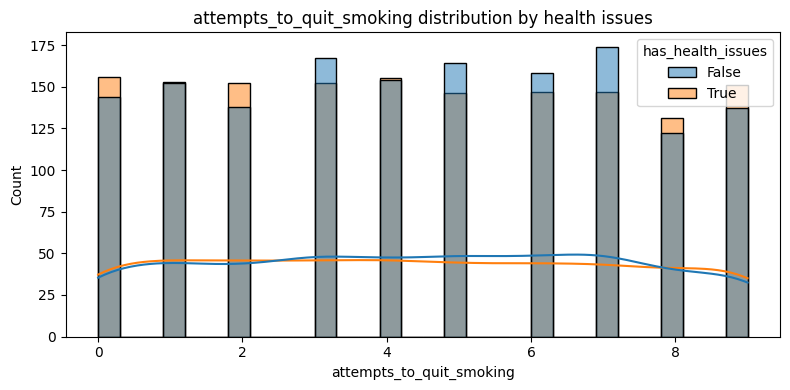 attempts_to_quit_smoking distribution by health issues
has_health_issues
False
True
Count
175
150
125
100
75
50
25
0
0 2 4 6 8
attempts_to_quit_smoking